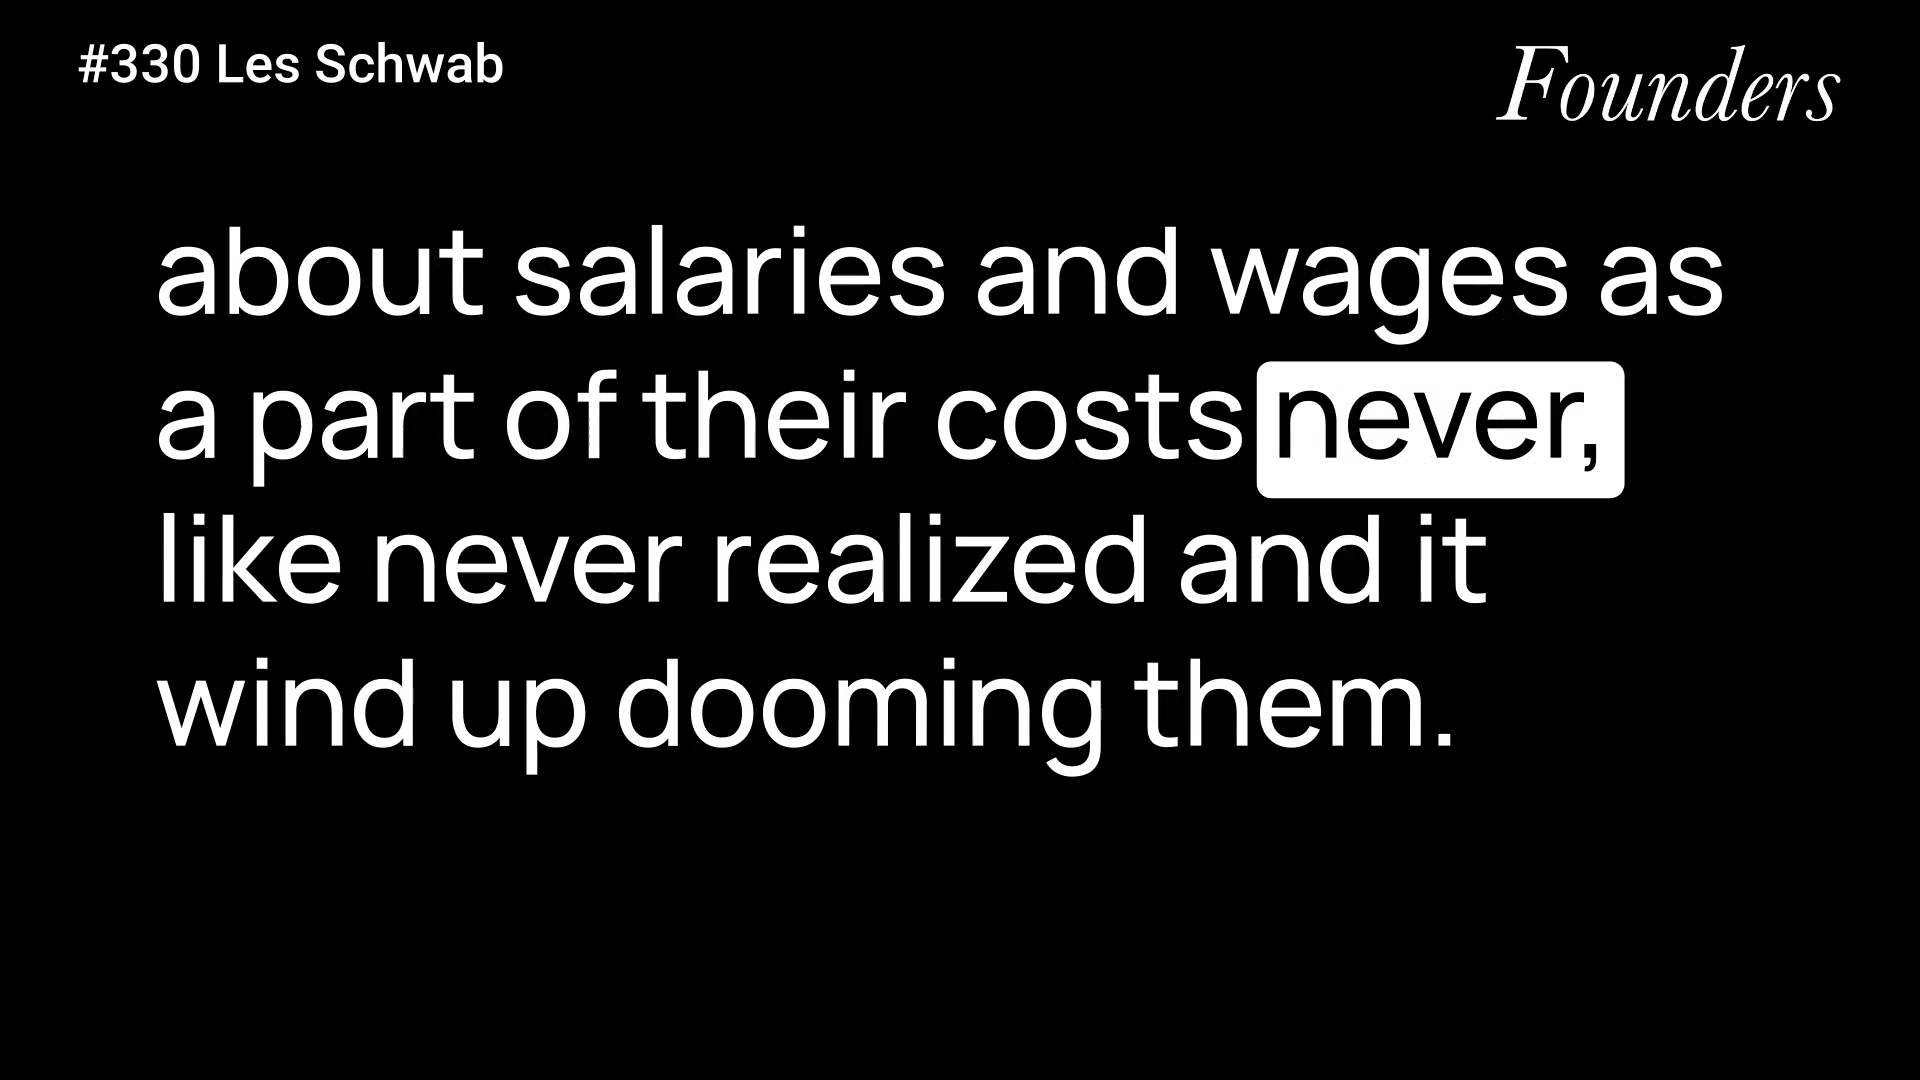 #330 Les Schwab
Founders
about salaries and wages as
a part of their costs never,
like never realized and it
wind up dooming them.